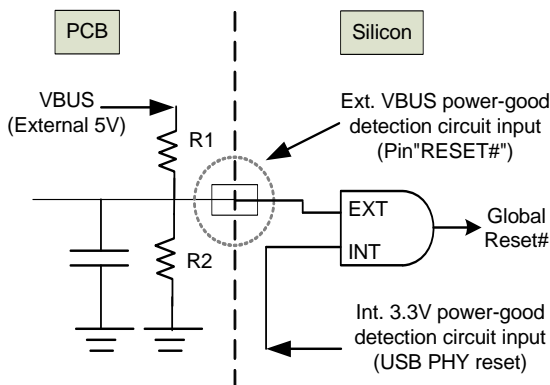 PCB
Silicon
VBUS
(External 5V)
R1
R2
Ext. VBUS power-good
detection circuit input
(Pin"RESET#")
EXT
INT
Global
Reset#
Int. 3.3V power-good
detection circuit input
(USB PHY reset)